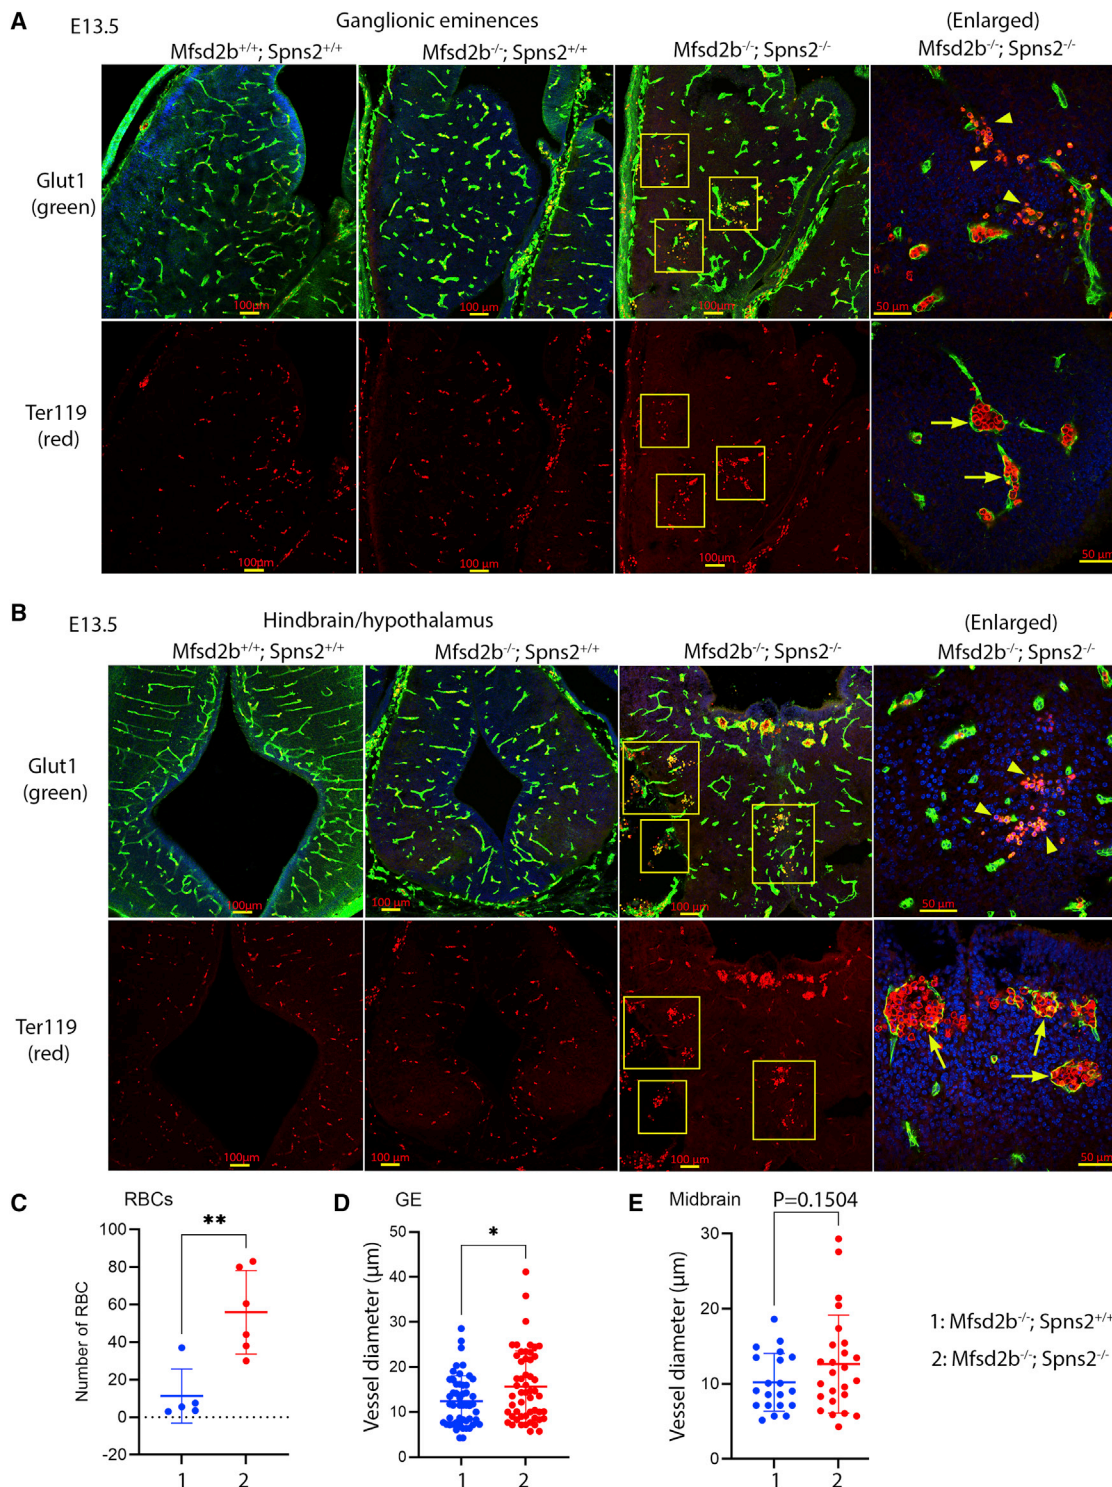 A
E13.5
Ganglionic eminences
(Enlarged)
Mfsd2b+/+; Spns2+/+
Mfsd2b-/-; Spns2+/+
Mfsd2b-/-; Spns2-/-
Mfsd2b-/-; Spns2-/-
Glut1
(green)
100μm
100 μm
100μm
50 μm
Ter119
(red)
100μm
100 μm
100μm
50 μm
B
E13.5
Hindbrain/hypothalamus
(Enlarged)
Mfsd2b+/+; Spns2+/+
Mfsd2b-/-; Spns2+/+
Mfsd2b-/-; Spns2-/-
Mfsd2b-/-; Spns2-/-
Glut1
(green)
100μm
100 μm
100 μm
50 μm
Ter119
(red)
100μm
100 μm
100 μm
50 μm
C
RBCs
**
Number of RBC
100
80
60
40
20
0
-20
1
2
D
GE
*
Vessel diameter (μm)
50
40
30
20
10
0
1
2
E
Midbrain
P=0.1504
Vessel diameter (μm)
30
20
10
0
1
2
1: Mfsd2b-/-; Spns2+/+
2: Mfsd2b-/-; Spns2-/-